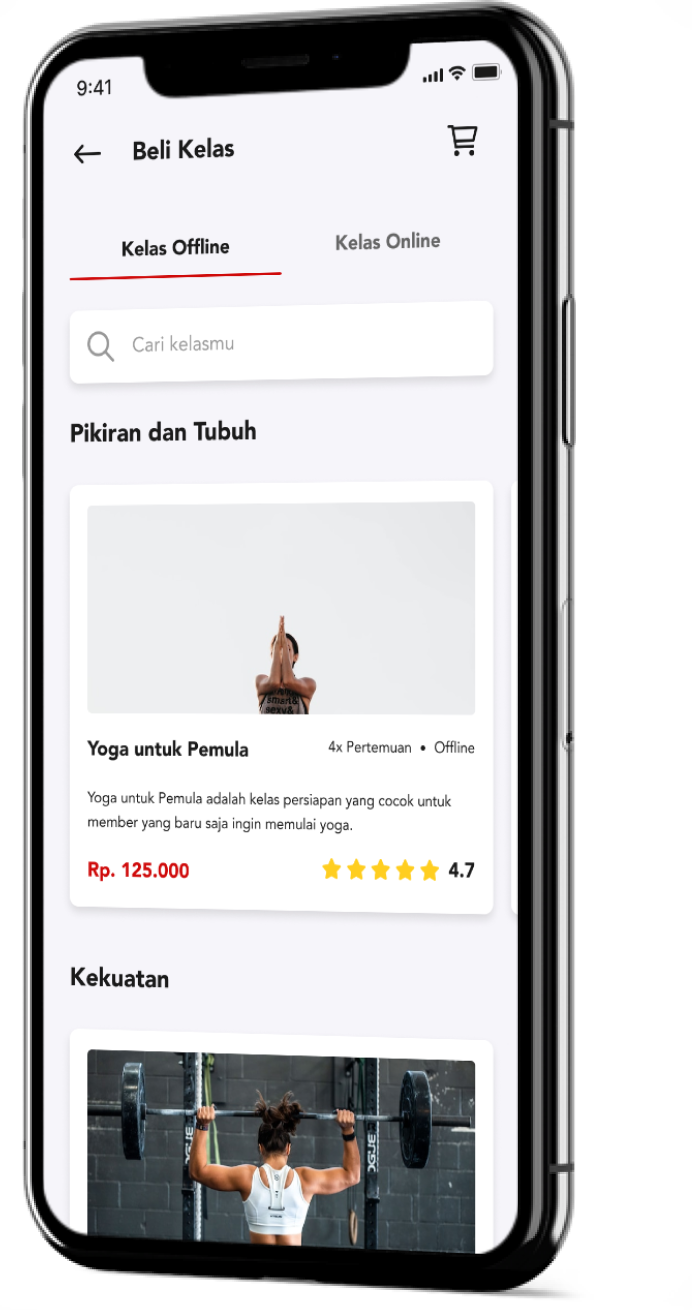 9:41
Beli Kelas
Kelas Offline
Kelas Online
Cari kelasmu
Pikiran dan Tubuh
smart&
sexy&
Yoga untuk Pemula
4x Pertemuan • Offline
Yoga untuk Pemula adalah kelas persiapan yang cocok untuk
member yang baru saja ingin memulai yoga.
Rp. 125.000
4.7
Kekuatan